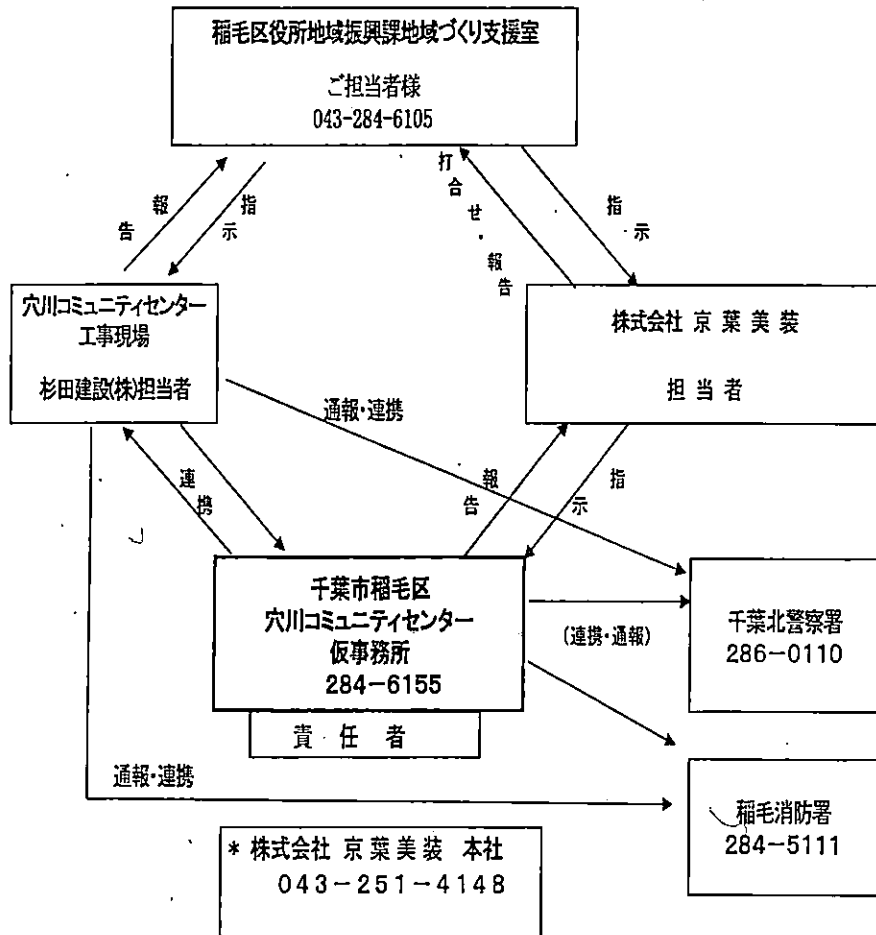 稲毛区役所地域振興課地域づくり支援室
ご担当者様
043-284-6105
報告
指示
打合せ・報告
指示
穴川コミュニティセンター
工事現場
杉田建設(株)担当者
株式会社 京葉美装
担当者
通報・連携
連携
報告
指示
千葉市稲毛区
穴川コミュニティセンター
仮事務所
284-6155
責任者
(連携・通報)
千葉北警察署
286-0110
通報・連携
稲毛消防署
284-5111
* 株式会社 京葉美装 本社
043-251-4148